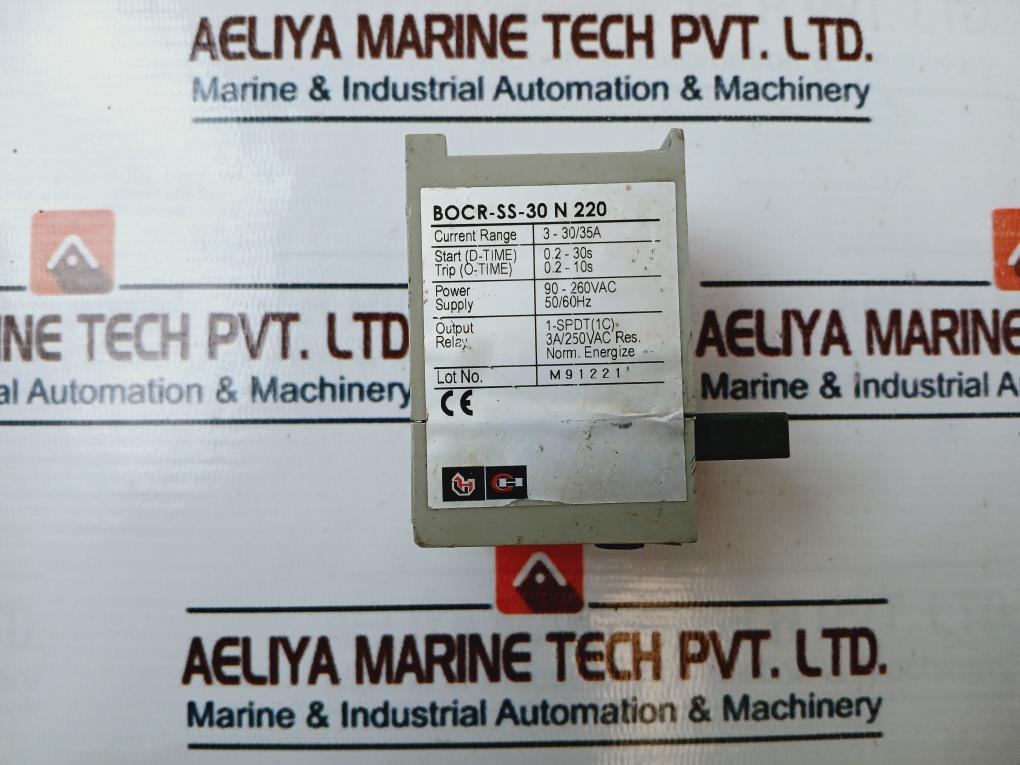 AELIYA MARINE TECH PVT. LTD.
Marine & Industrial Automation & Machinery
BOCR-SS-30 N 220
Current Range 3 - 30/35A
Start (D-TIME) 0.2 - 30s
Trip (O-TIME) 0.2 - 10s
Power 90 - 260VAC
Supply 50/60Hz
Output 1-SPDT(1C)
Relay 3A/250VAC Res.
Norm. Energize
Lot No. M91221
CE
INE TECH PVT. LTD.
al Automation & Machinery
AELIYA MARINE
Marine & Industrial A
AELIYA MARINE TECH PVT. LTD.
Marine & Industrial Automation & Machinery